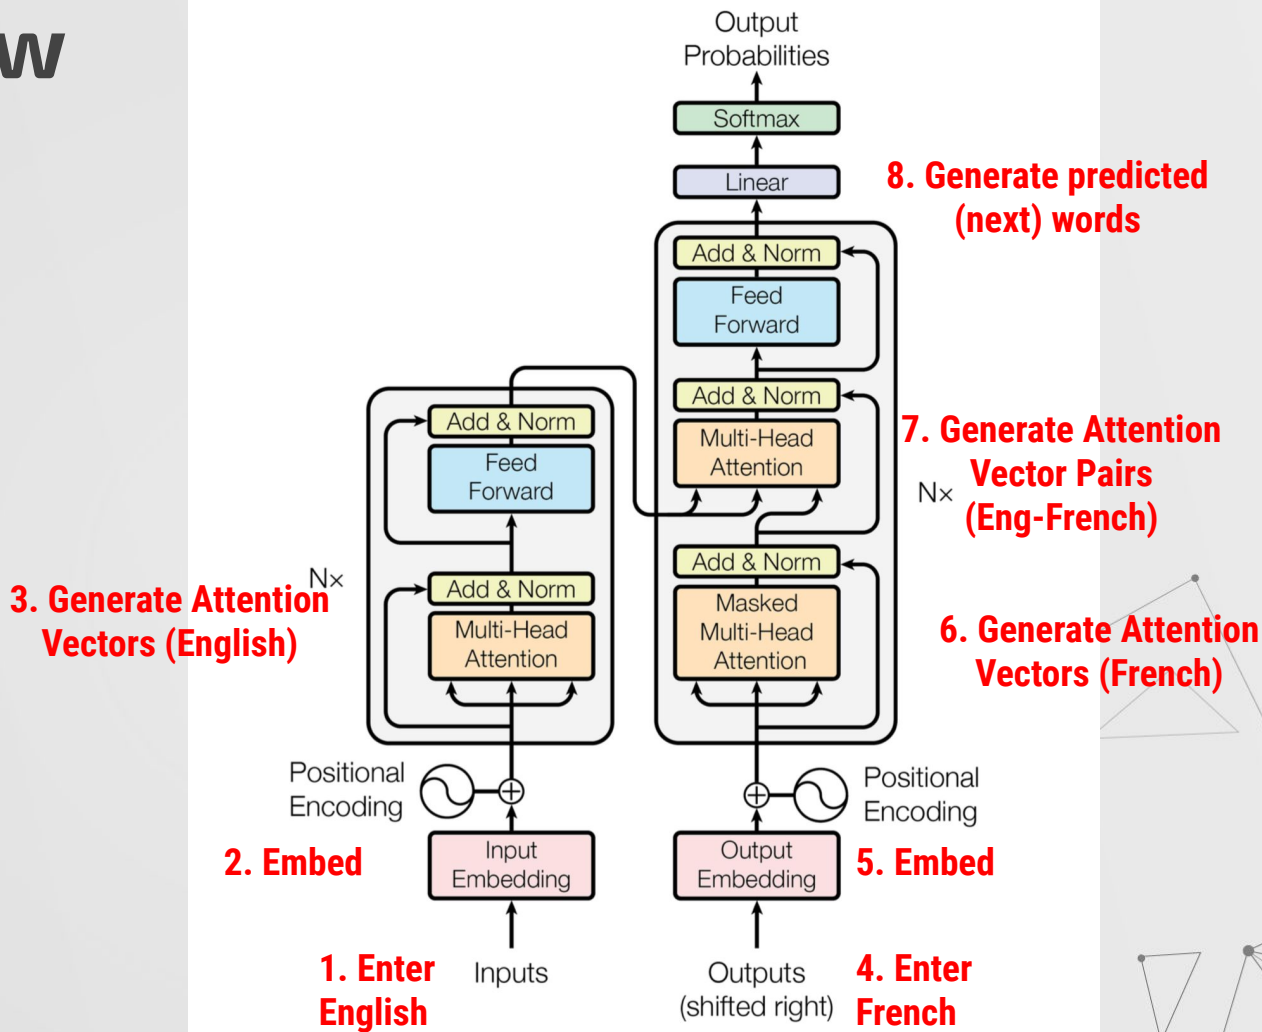 w
Output
Probabilities
Softmax
Linear
8. Generate predicted
(next) words
Add & Norm
Feed
Forward
Add & Norm
Multi-Head
Attention
7. Generate Attention
Vector Pairs
(Eng-French)
Nx
Add & Norm
Masked
Multi-Head
Attention
6. Generate Attention
Vectors (French)
Add & Norm
Feed
Forward
Nx
Add & Norm
Multi-Head
Attention
3. Generate Attention
Vectors (English)
Positional
Encoding
Positional
Encoding
2. Embed
Input
Embedding
Output
Embedding
5. Embed
1. Enter
English
Inputs
Outputs
(shifted right)
4. Enter
French